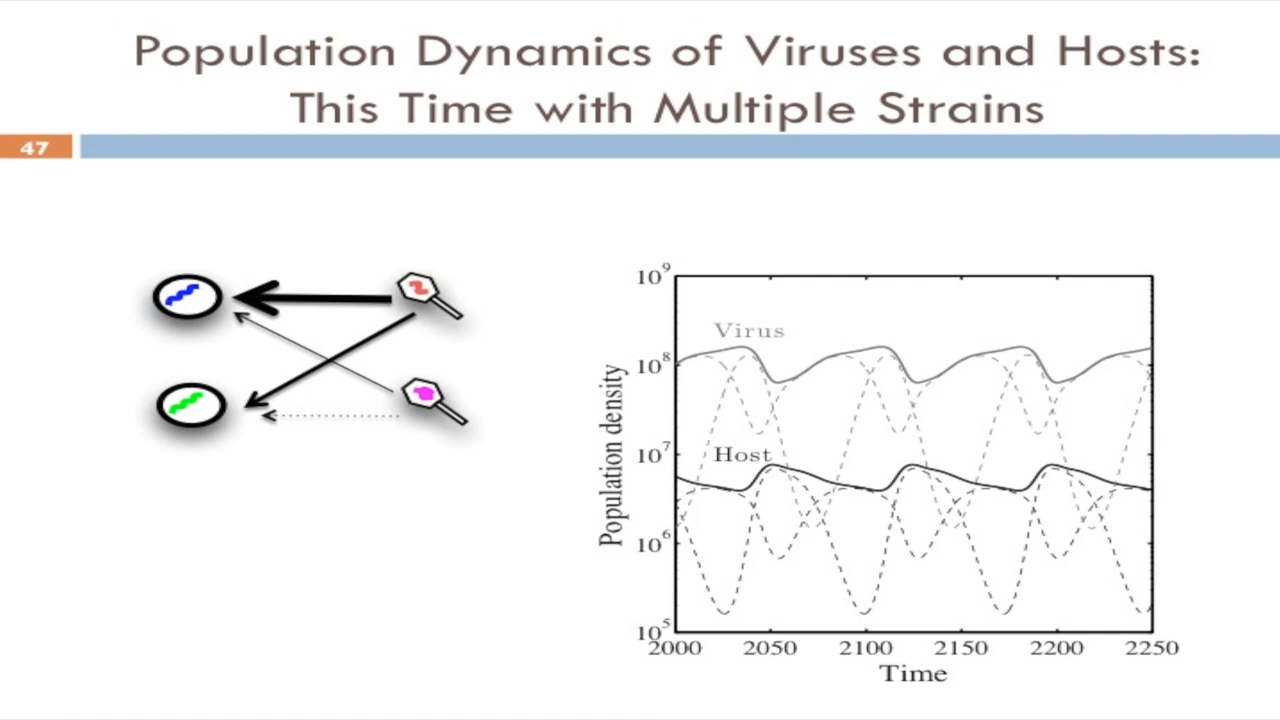 Population Dynamics of Viruses and Hosts:
This Time with Multiple Strains
47
10^9
10^8
10^7
10^6
10^5
Population density
Virus
Host
2000 2050 2100 2150 2200 2250
Time